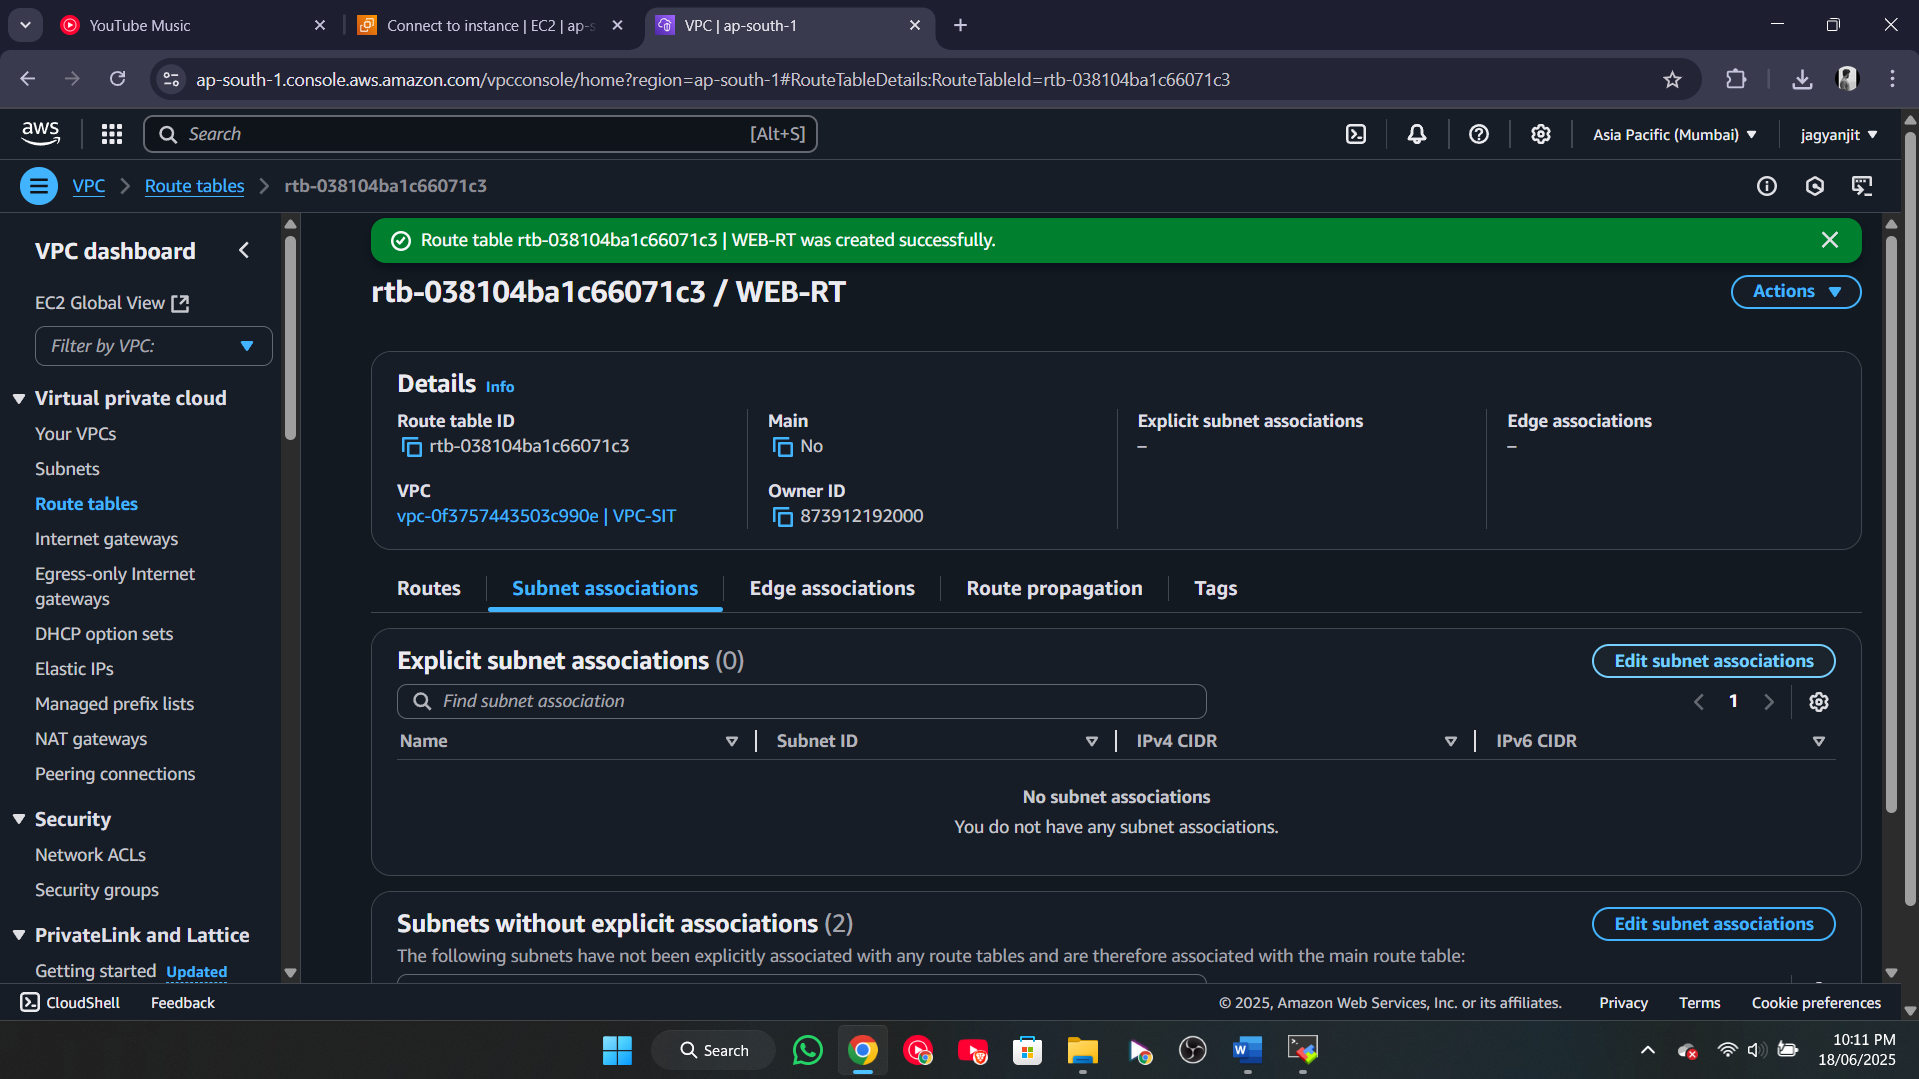 YouTube Music
Connect to instance | EC2 | ap-s
VPC | ap-south-1
ap-south-1.console.aws.amazon.com/vpcconsole/home?region=ap-south-1#RouteTableDetails:RouteTableId=rtb-038104ba1c66071c3
aws
Search
[Alt+S]
Asia Pacific (Mumbai)
jagyanjit
VPC
Route tables
rtb-038104ba1c66071c3
VPC dashboard
EC2 Global View
Filter by VPC:
Virtual private cloud
Your VPCs
Subnets
Route tables
Internet gateways
Egress-only Internet
gateways
DHCP option sets
Elastic IPs
Managed prefix lists
NAT gateways
Peering connections
Security
Network ACLs
Security groups
PrivateLink and Lattice
Getting started Updated
Route table rtb-038104ba1c66071c3 | WEB-RT was created successfully.
rtb-038104ba1c66071c3 / WEB-RT
Actions
Details Info
Route table ID
rtb-038104ba1c66071c3
Main
No
Explicit subnet associations
–
Edge associations
–
VPC
vpc-0f3757443503c990e | VPC-SIT
Owner ID
873912192000
Routes
Subnet associations
Edge associations
Route propagation
Tags
Explicit subnet associations (0)
Edit subnet associations
Find subnet association
1
Name
Subnet ID
IPv4 CIDR
IPv6 CIDR
No subnet associations
You do not have any subnet associations.
Subnets without explicit associations (2)
Edit subnet associations
The following subnets have not been explicitly associated with any route tables and are therefore associated with the main route table:
CloudShell
Feedback
© 2025, Amazon Web Services, Inc. or its affiliates.
Privacy
Terms
Cookie preferences
Search
10:11 PM
18/06/2025